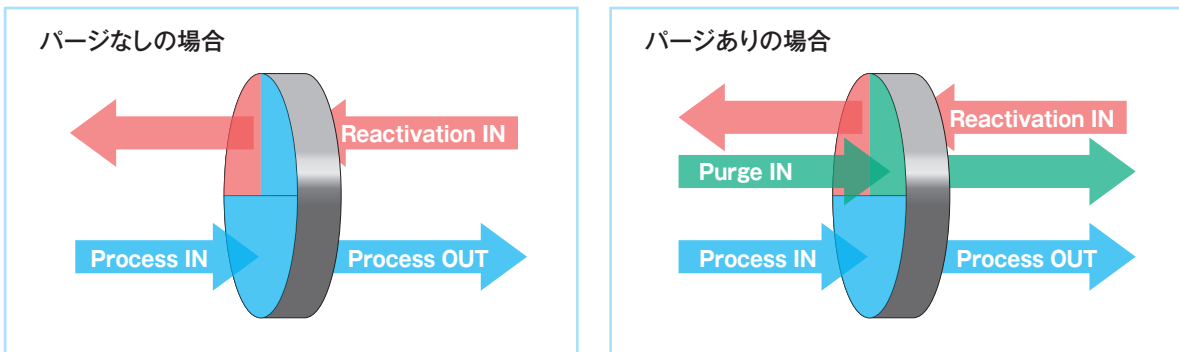 パージなしの場合
Reactivation IN
Process IN
Process OUT
パージありの場合
Reactivation IN
Purge IN
Process IN
Process OUT